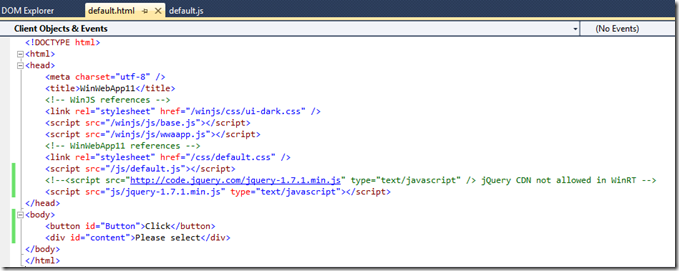 DOM Explorer default.html default.js
Client Objects & Events (No Events)
<!DOCTYPE html>
<html>
<head>
<meta charset="utf-8" />
<title>WinWebApp11</title>
<!-- WinJS references -->
<link rel="stylesheet" href="/winjs/css/ui-dark.css" />
<script src="/winjs/js/base.js"></script>
<script src="/winjs/js/wwaapp.js"></script>
<!-- WinWebApp11 references -->
<link rel="stylesheet" href="/css/default.css" />
<script src="/js/default.js"></script>
<!--<script src="http://code.jquery.com/jquery-1.7.1.min.js" type="text/javascript" /> jQuery CDN not allowed in WinRT -->
<script src="js/jquery-1.7.1.min.js" type="text/javascript"></script>
</head>
<body>
<button id="Button">Click</button>
<div id="content">Please select</div>
</body>
</html>